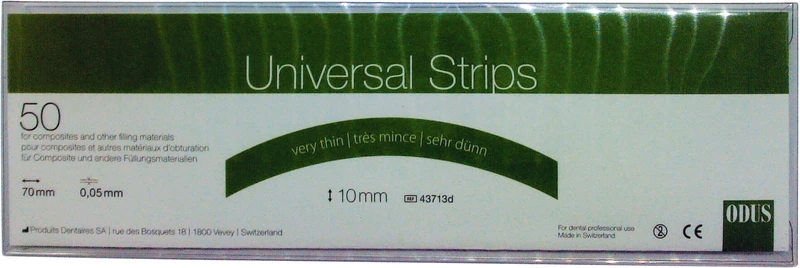 Universal Strips
50
for composites and other filling materials
pour composites et autres matériaux d'obturation
für Composite und andere Füllungsmaterialien
very thin | très mince | sehr dünn
70mm 0,05mm
10mm REF 43713d
Produits Dentaires SA | rue des Bosquets 18 | 1800 Vevey | Switzerland
For dental professional use
Made in Switzerland
2
CE
ODUS